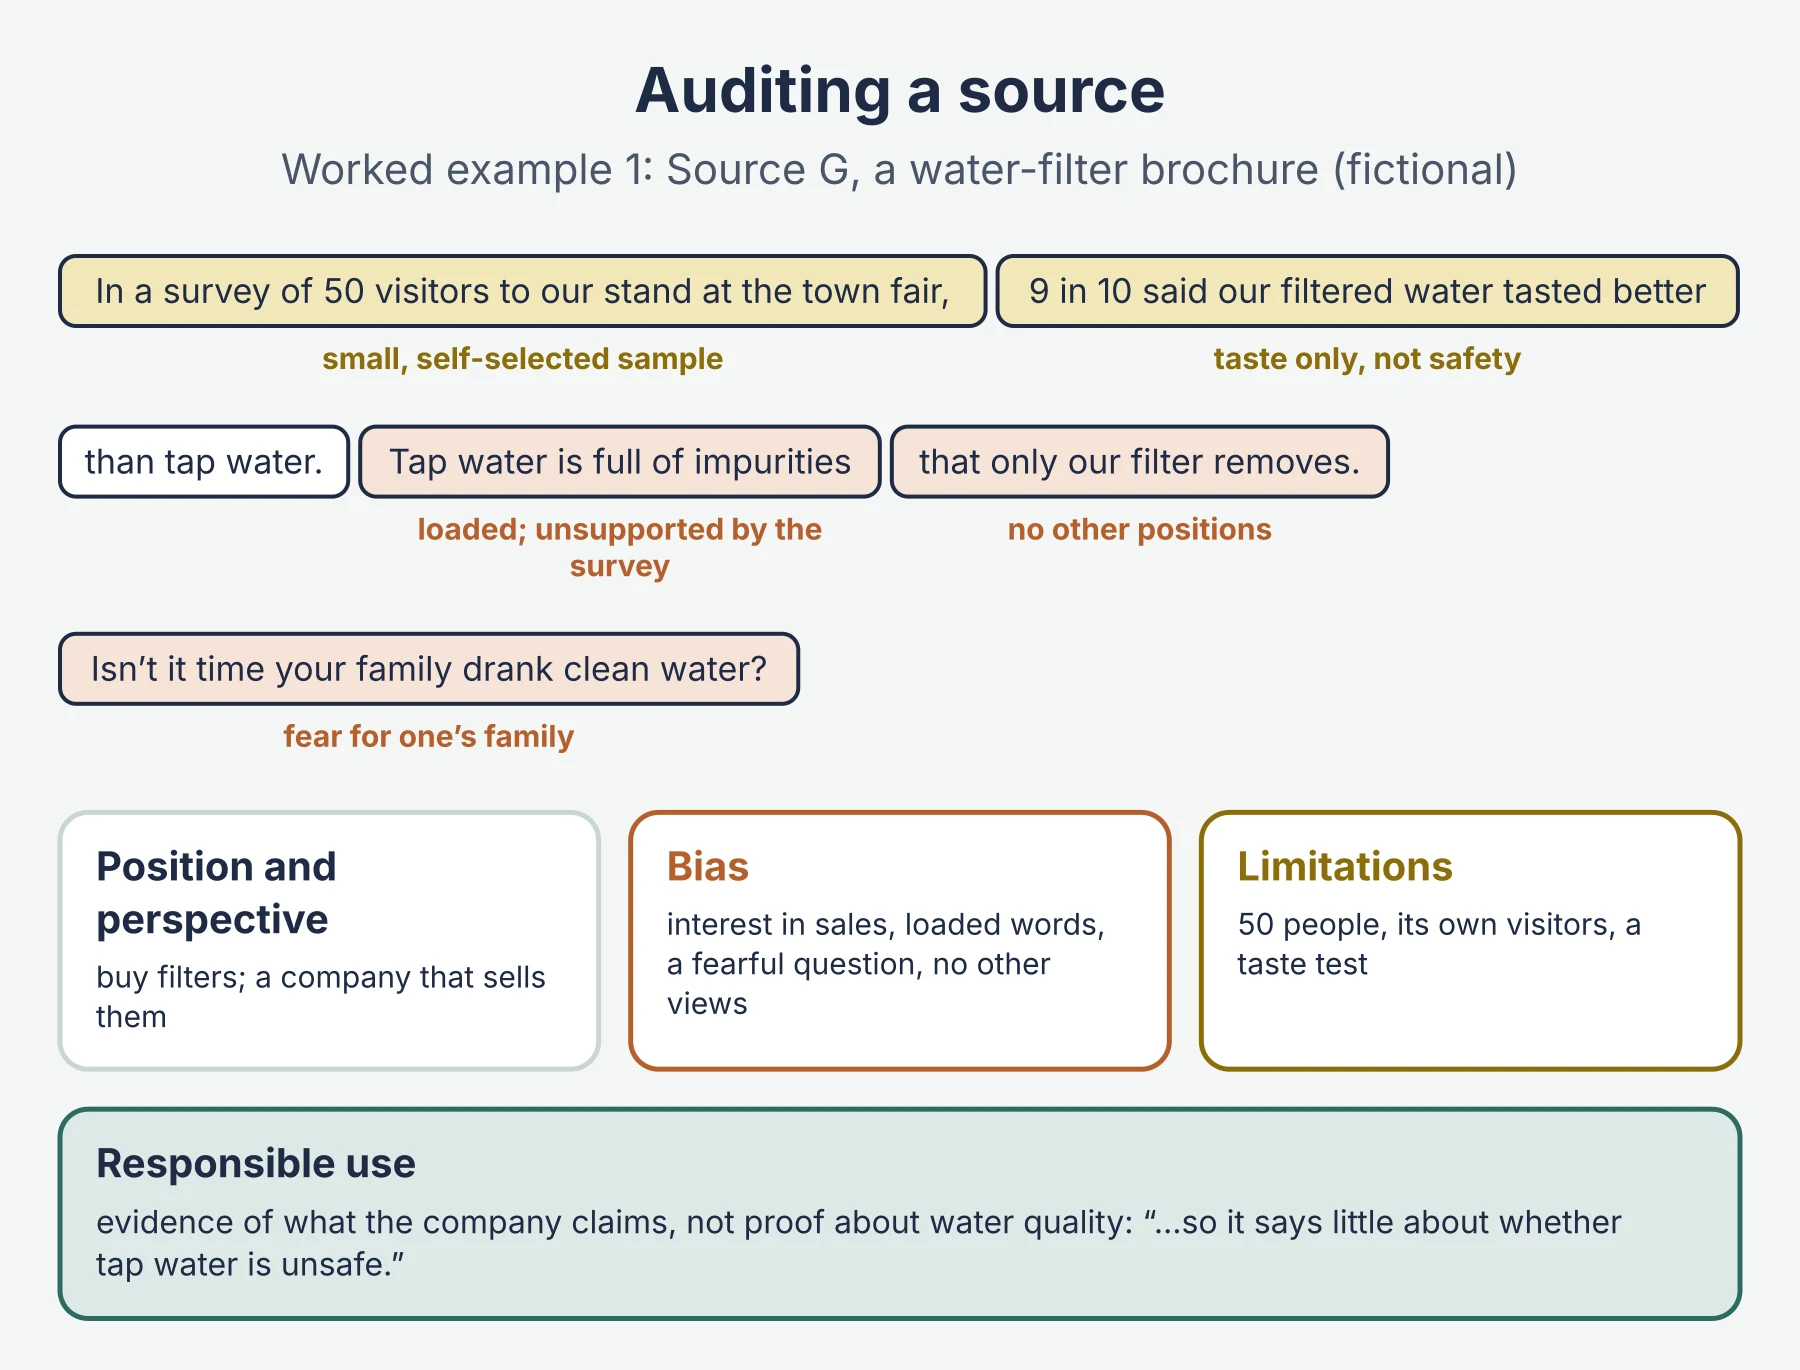 Auditing a source
Worked example 1: Source G, a water-filter brochure (fictional)
In a survey of 50 visitors to our stand at the town fair, 9 in 10 said our filtered water tasted better
small, self-selected sample taste only, not safety
than tap water. Tap water is full of impurities that only our filter removes.
loaded; unsupported by the no other positions
survey
Isn’t it time your family drank clean water?
fear for one’s family
Position and
perspective
buy filters; a company that sells
them
Bias
interest in sales, loaded words,
a fearful question, no other
views
Limitations
50 people, its own visitors, a
taste test
Responsible use
evidence of what the company claims, not proof about water quality: “…so it says little about whether
tap water is unsafe.”